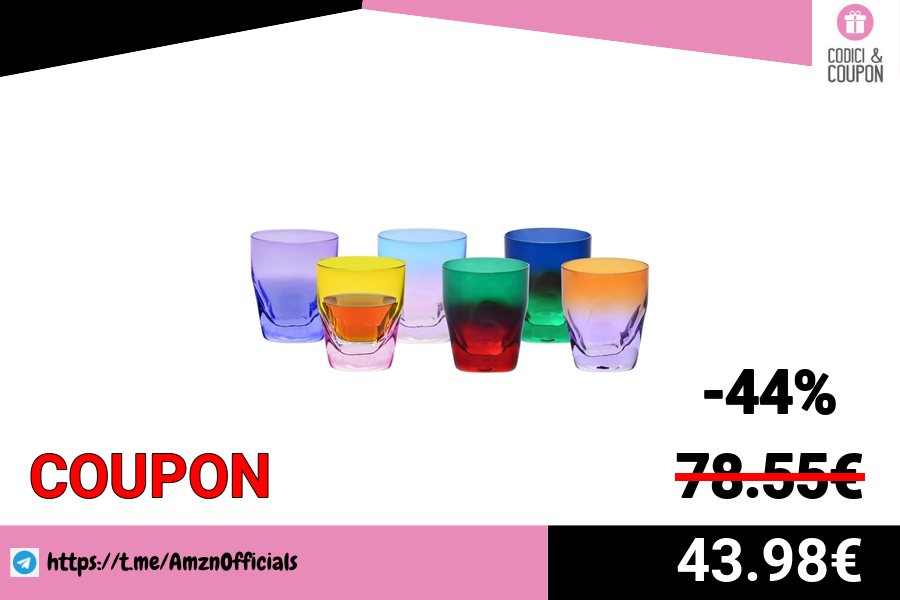 CODICI &
COUPON
-44%
COUPON
78.55€
https://t.me/AmznOfficials
43.98€